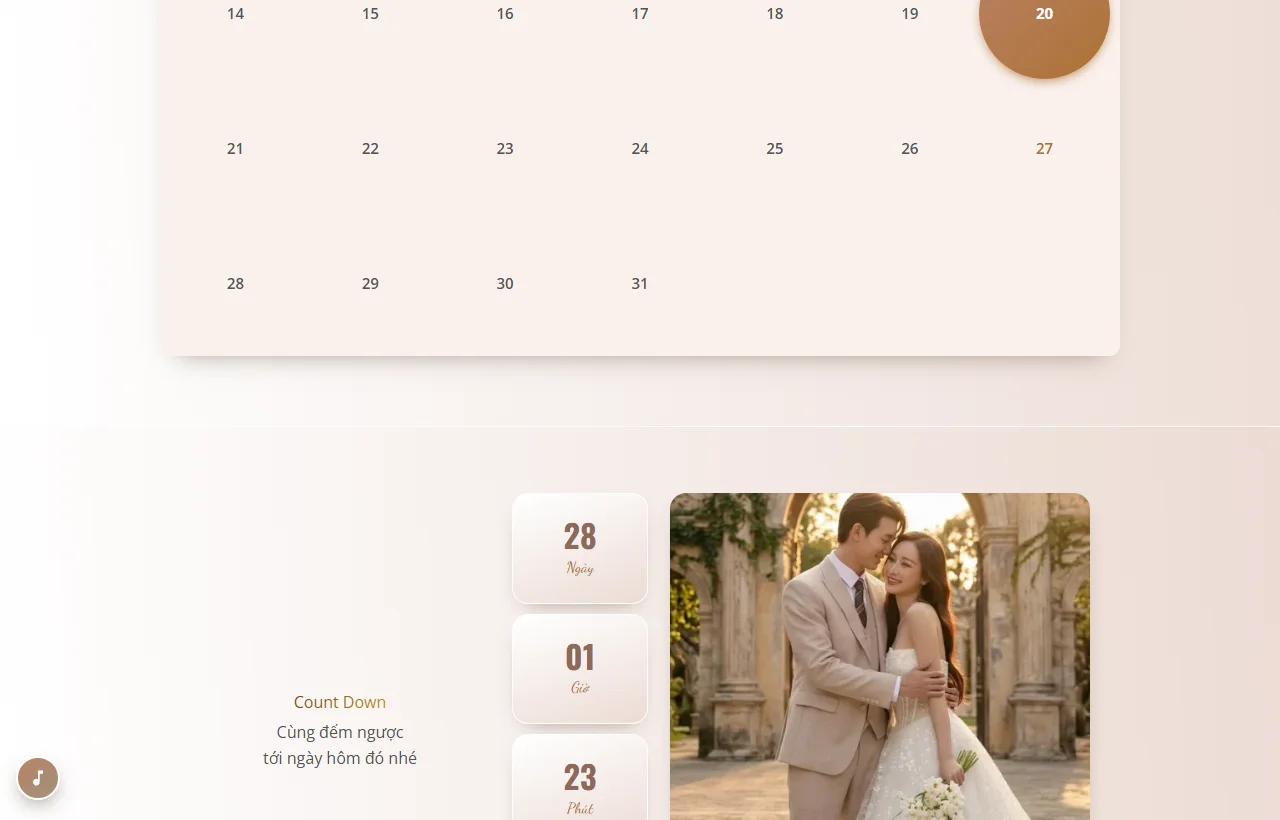 14 15 16 17 18 19 20
21 22 23 24 25 26 27
28 29 30 31
28
Ngày
01
Giờ
23
Phút
Count Down
Cùng đếm ngược
tới ngày hôm đó nhé